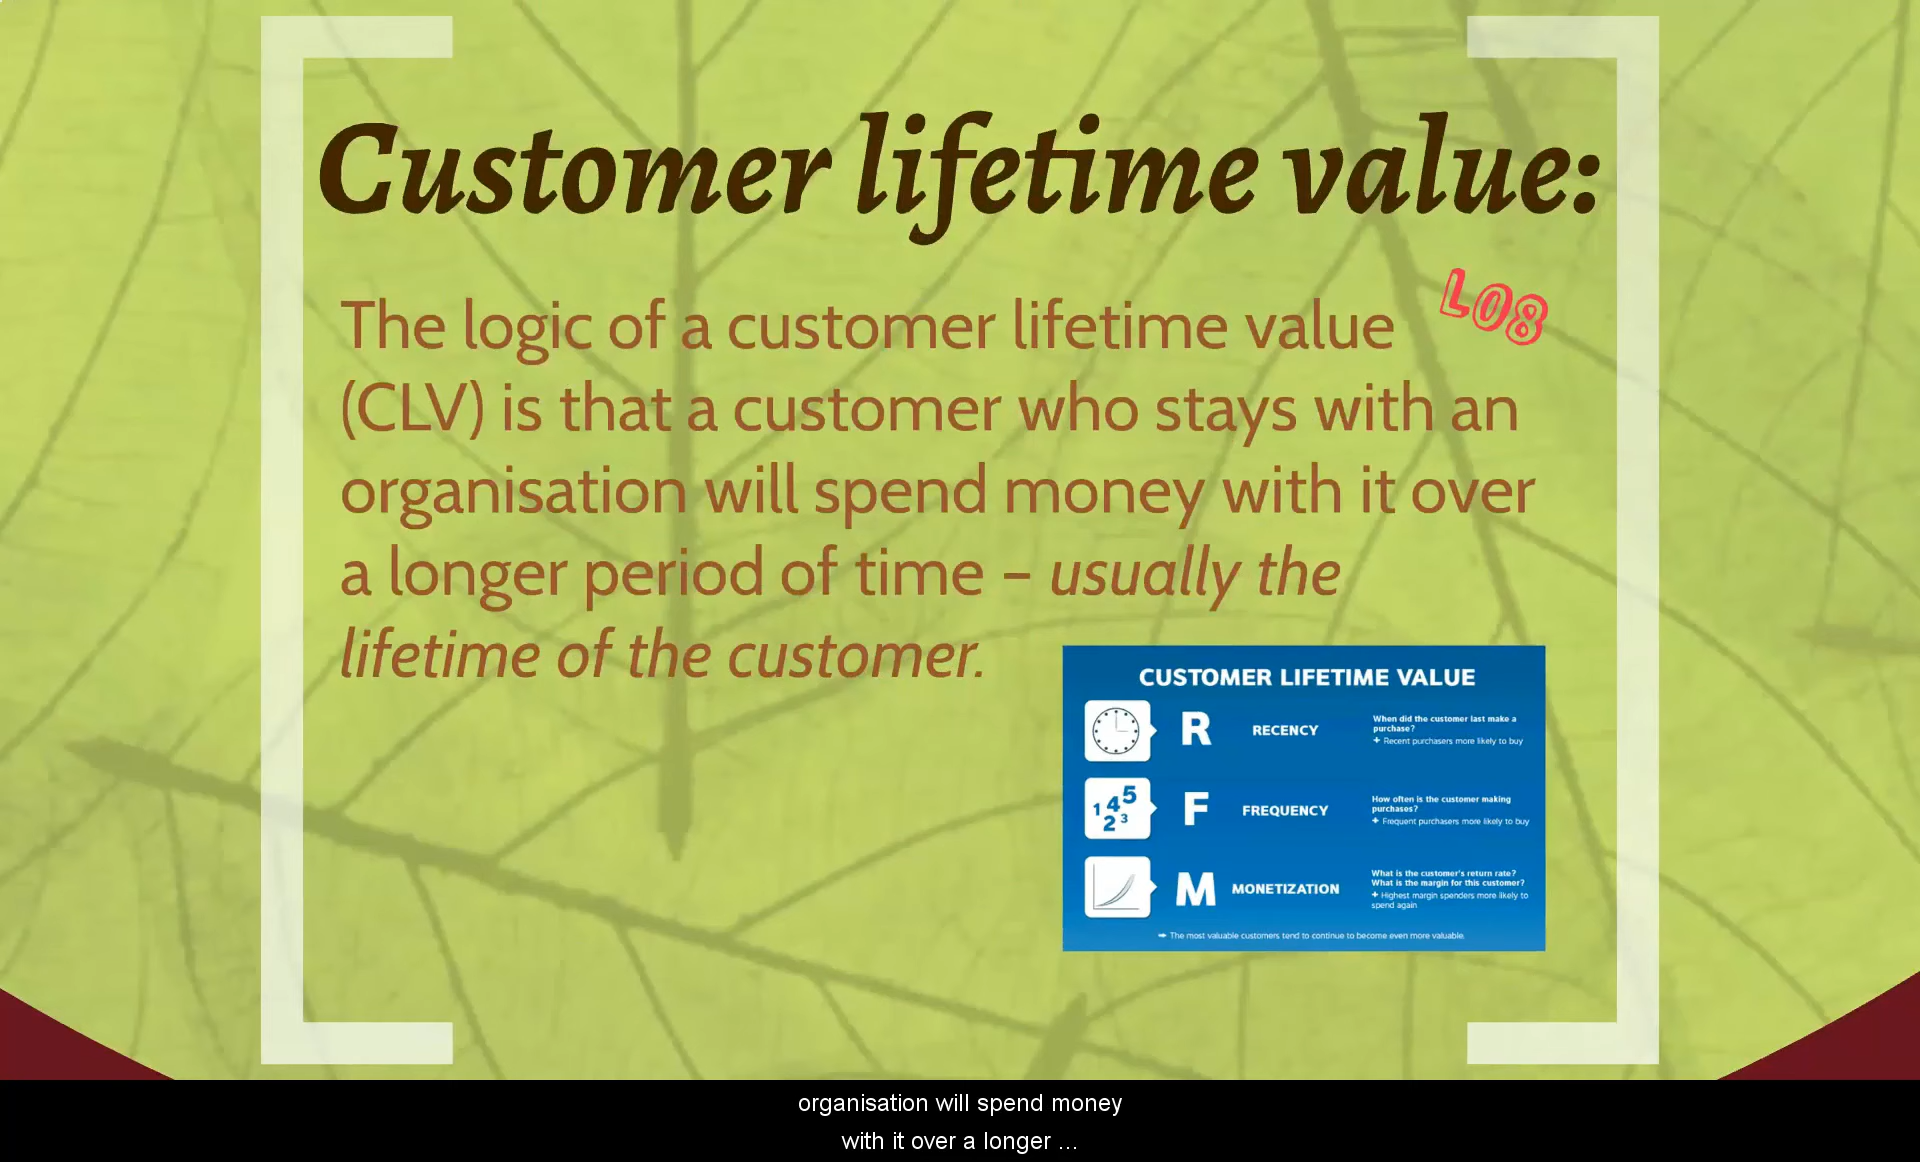 Customer lifetime value:
LO8
The logic of a customer lifetime value
(CLV) is that a customer who stays with an
organisation will spend money with it over
a longer period of time – usually the
lifetime of the customer.
CUSTOMER LIFETIME VALUE
R RECENCY
When did the customer last make a
purchase?
+ Recent purchasers more likely to buy
1 4 5
2 3
F FREQUENCY
How often is the customer making
purchases?
+ Frequent purchasers more likely to buy
M MONETIZATION
What is the customer's return rate?
What is the margin for this customer?
+ Highest margin spenders more likely to
spend again
➡ The most valuable customers tend to continue to become even more valuable.
organisation will spend money
with it over a longer ...